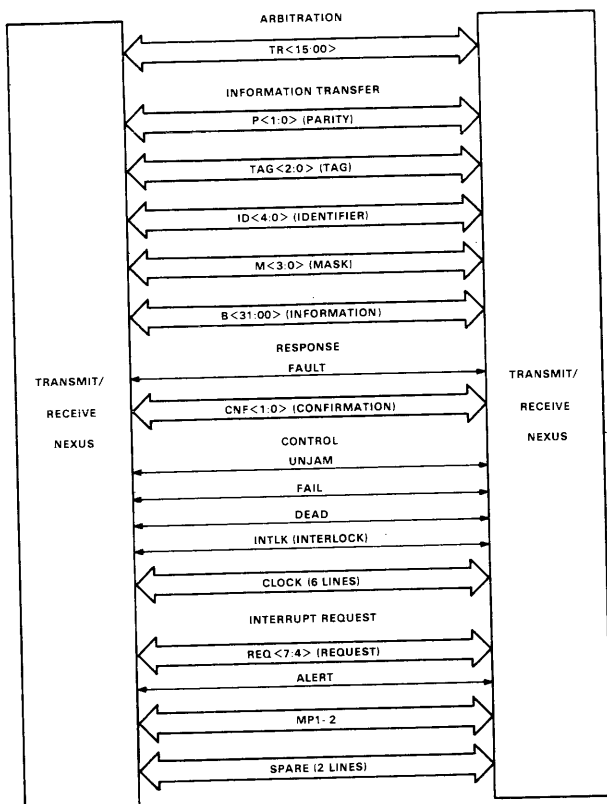 ARBITRATION
TR<15:00>
INFORMATION TRANSFER
P<1:0> (PARITY)
TAG<2:0> (TAG)
ID<4:0> (IDENTIFIER)
M<3:0> (MASK)
B<31:00> (INFORMATION)
RESPONSE
FAULT
TRANSMIT/
RECEIVE
NEXUS
CNF<1:0> (CONFIRMATION)
TRANSMIT/
RECEIVE
NEXUS
CONTROL
UNJAM
FAIL
DEAD
INTLK (INTERLOCK)
CLOCK (6 LINES)
INTERRUPT REQUEST
REQ<7:4> (REQUEST)
ALERT
MP1-2
SPARE (2 LINES)